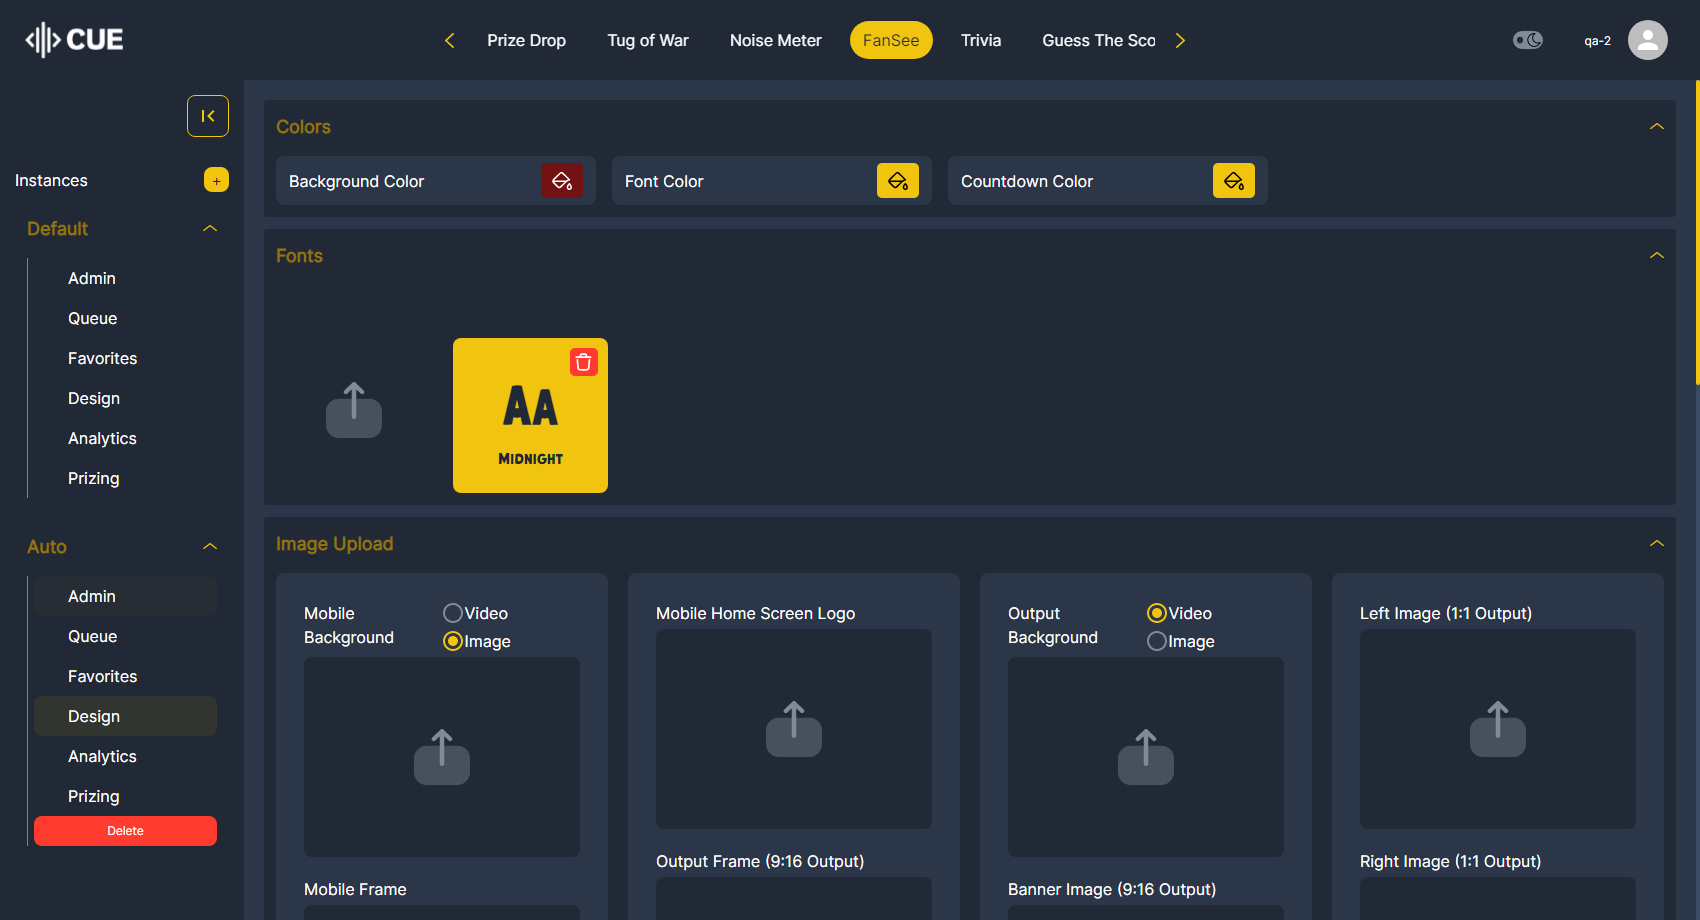 CUE
Prize Drop
Tug of War
Noise Meter
FanSee
Trivia
Guess The Sco
qa-2
Instances
+
Default
Admin
Queue
Favorites
Design
Analytics
Prizing
Auto
Admin
Queue
Favorites
Design
Analytics
Prizing
Delete
Colors
Background Color
Font Color
Countdown Color
Fonts
AA
MIDNIGHT
Image Upload
Mobile
Background
Video
Image
Mobile Frame
Mobile Home Screen Logo
Output Frame (9:16 Output)
Output
Background
Video
Image
Banner Image (9:16 Output)
Left Image (1:1 Output)
Right Image (1:1 Output)